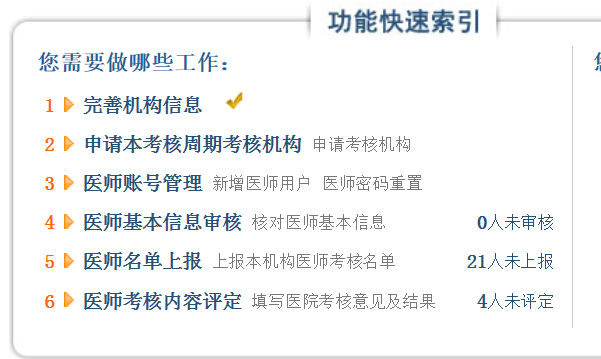 功能快速索引
您需要做哪些工作：
1 完善机构信息
2 申请本考核周期考核机构 申请考核机构
3 医师账号管理 新增医师用户 医师密码重置
4 医师基本信息审核 核对医师基本信息 0人未审核
5 医师名单上报 上报本机构医师考核名单 21人未上报
6 医师考核内容评定 填写医院考核意见及结果 4人未评定